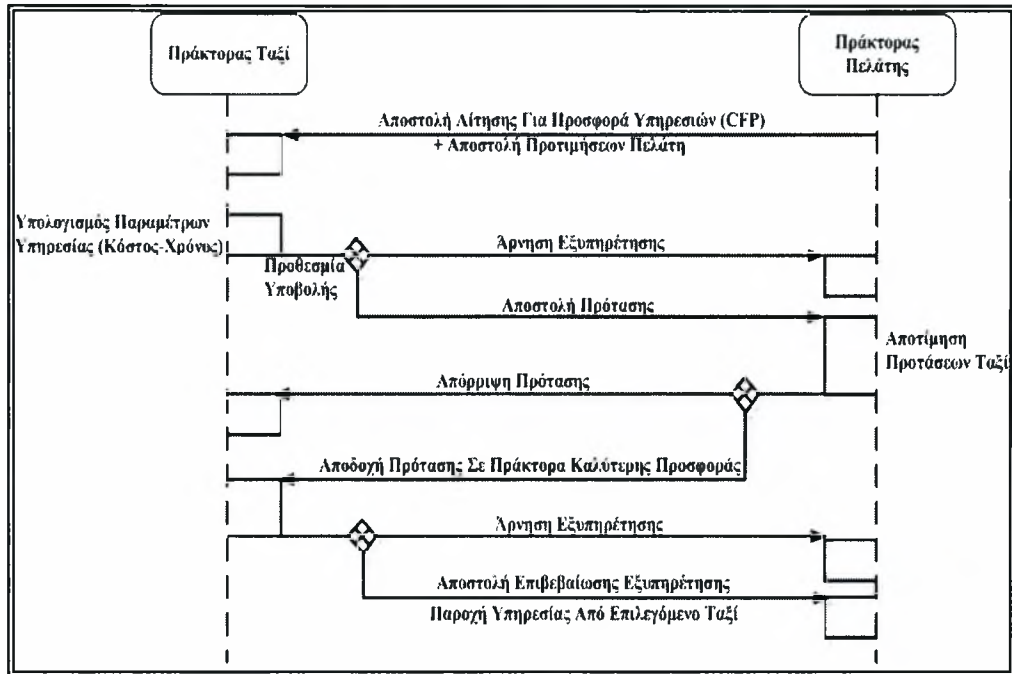 Πράκτορας Ταξί
Πράκτορας
Πελάτης
Αποστολή Αίτησης Για Προσφορά Υπηρεσιών (CFP)
+ Αποστολή Προτιμήσεων Πελάτη
Υπολογισμός Παραμέτρων
Υπηρεσίας (Κόστος-Χρόνος)
Προθεσμία
Υποβολής
Άρνηση Εξυπηρέτησης
Αποστολή Πρότασης
Αποτίμηση
Προτάσεων Ταξί
Απόρριψη Πρότασης
Αποδοχή Πρότασης Σε Πράκτορα Καλύτερης Προσφοράς
Άρνηση Εξυπηρέτησης
Αποστολή Επιβεβαίωσης Εξυπηρέτησης
Παροχή Υπηρεσίας Από Επιλεγόμενο Ταξί